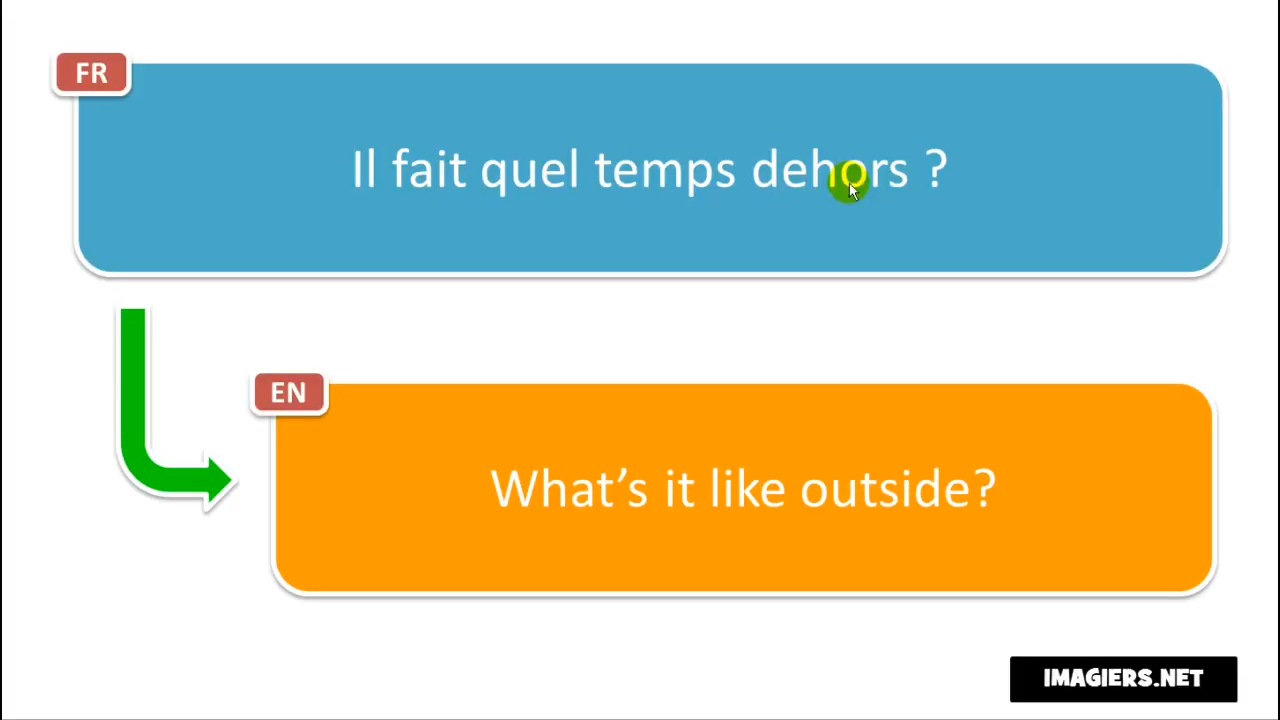 FR
Il fait quel temps dehors ?
EN
What’s it like outside?
IMAGIERS.NET